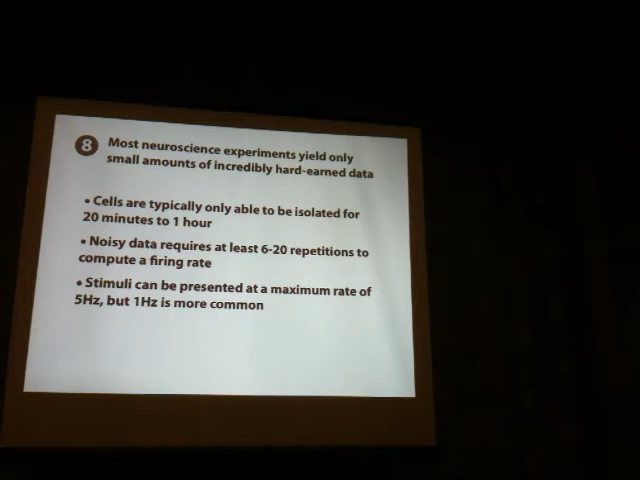 8 Most neuroscience experiments yield only
small amounts of incredibly hard-earned data
• Cells are typically only able to be isolated for
20 minutes to 1 hour
• Noisy data requires at least 6-20 repetitions to
compute a firing rate
• Stimuli can be presented at a maximum rate of
5Hz, but 1Hz is more common